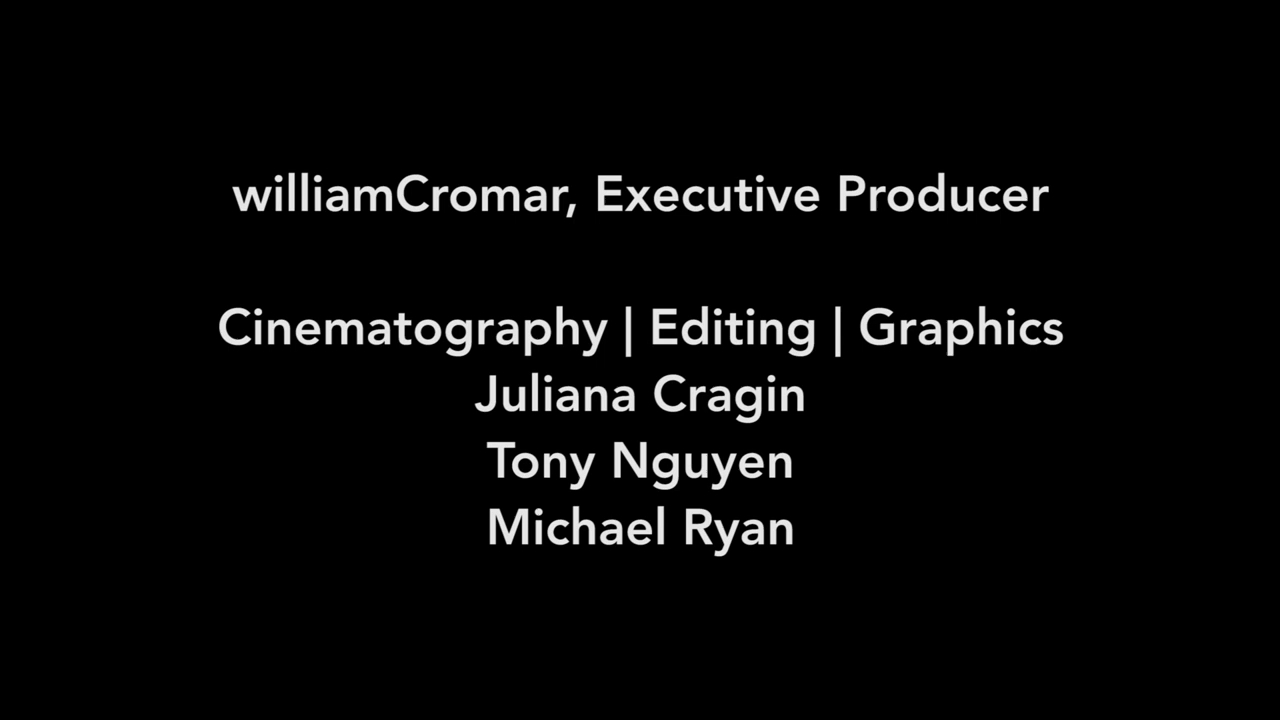 williamCromar, Executive Producer
Cinematography | Editing | Graphics
Juliana Cragin
Tony Nguyen
Michael Ryan